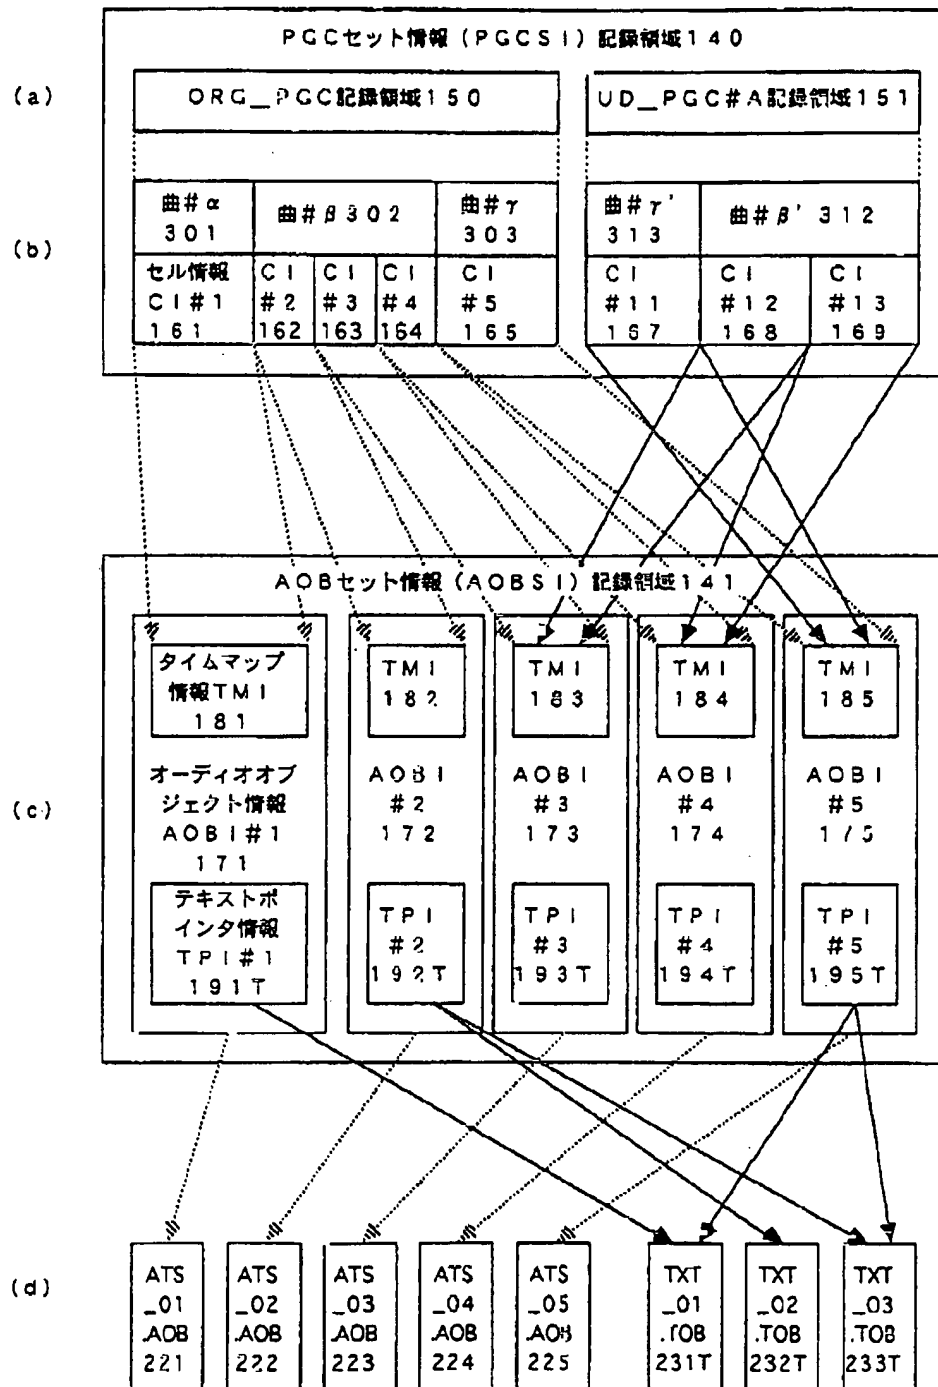 PGCセット情報(PGCSI)記録領域140
(a)
ORG_PGC記録領域150
UD_PGC#A記録領域151
(b)
曲#α
301
曲#β302
曲#γ
303
曲#γ'
313
曲#β'312
セル情報
CI#1
161
CI
#2
162
CI
#3
163
CI
#4
164
CI
#5
165
CI
#11
167
CI
#12
168
CI
#13
169
AOBセット情報(AOBSI)記録領域141
(c)
タイムマップ
情報TMI
181
TMI
182
TMI
183
TMI
184
TMI
185
オーディオオブ
ジェクト情報
AOBI#1
171
AOBI
#2
172
AOBI
#3
173
AOBI
#4
174
AOBI
#5
175
テキストポ
インタ情報
TPI#1
191T
TPI
#2
192T
TPI
#3
193T
TPI
#4
194T
TPI
#5
195T
(d)
ATS
_01
.AOB
221
ATS
_02
.AOB
222
ATS
_03
.AOB
223
ATS
_04
.AOB
224
ATS
_05
.AOB
225
TXT
_01
.TOB
231T
TXT
_02
.TOB
232T
TXT
_03
.TOB
233T